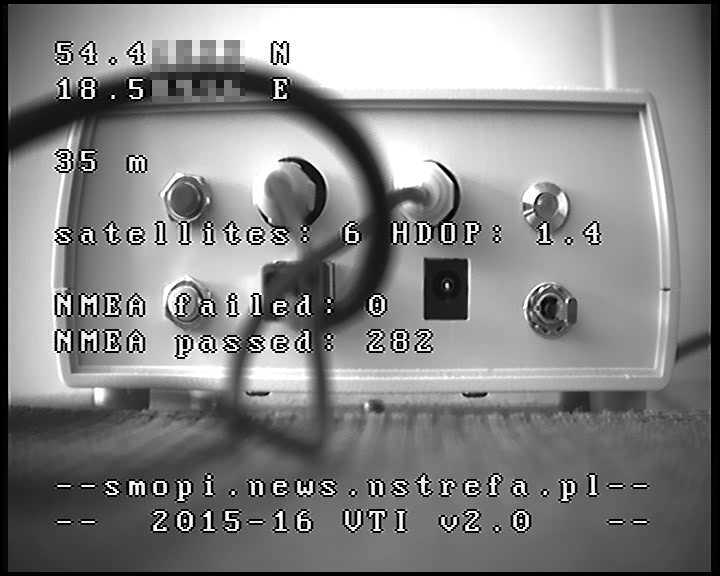 54.4 N
18.5 E
35 m
satellites: 6 HDOP: 1.4
NMEA failed: 0
NMEA passed: 282
--smopi.news.nstrefa.pl--
-- 2015-16 VTI v2.0 --